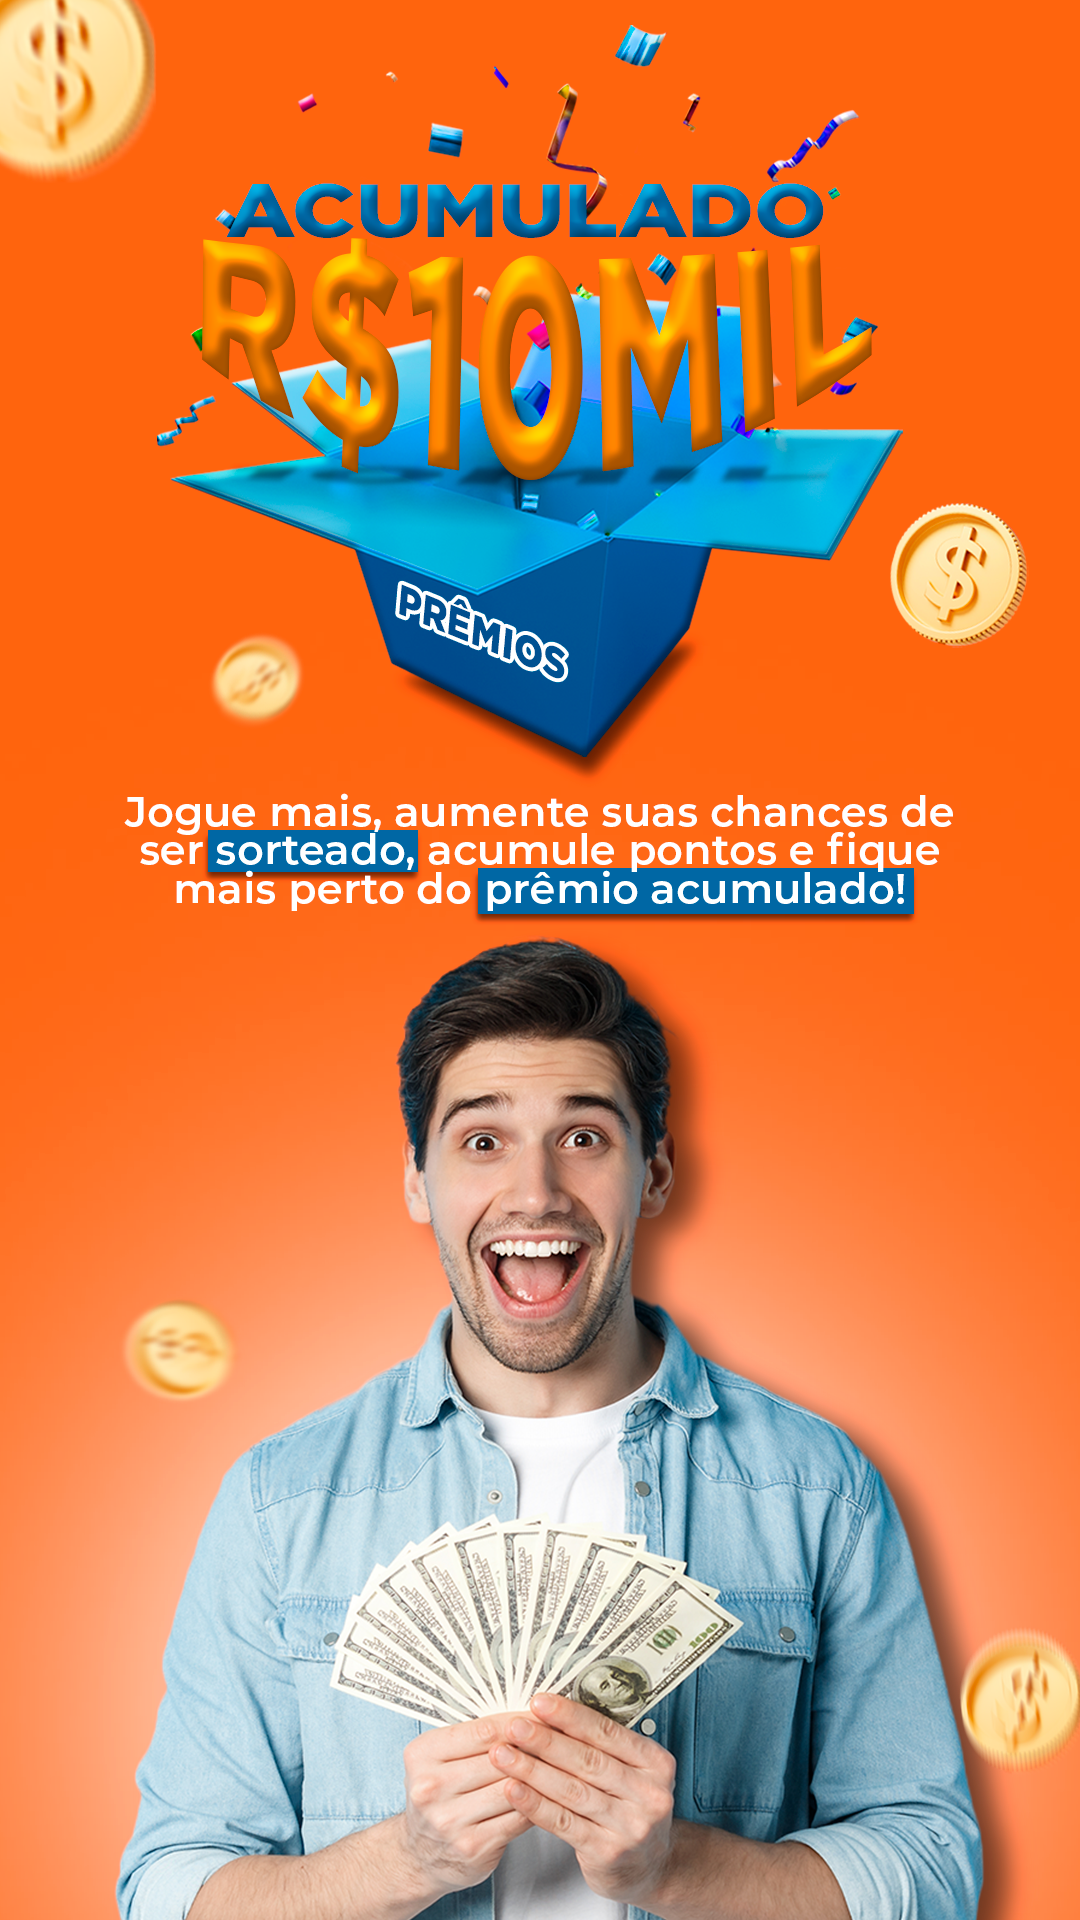 ACUMULADO
R$10MIL
PRÊMIOS
Jogue mais, aumente suas chances de
ser sorteado, acumule pontos e fique
mais perto do prêmio acumulado!
100